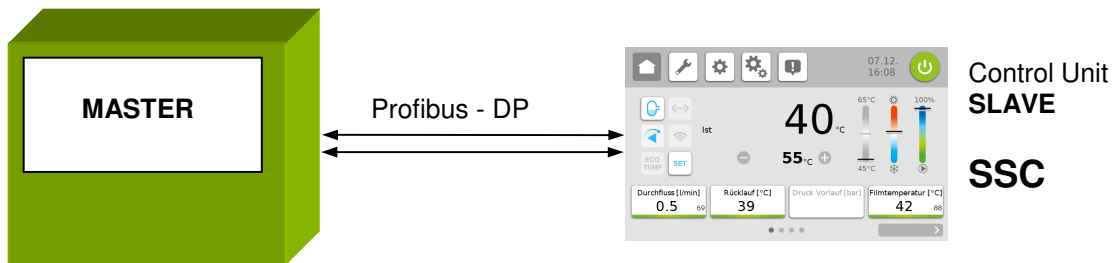 MASTER
Profibus - DP
07.12.
16:08
65°C
100%
Ist
40 °C
55 °C
ECO
TEMP
SET
45°C
Durchfluss [l/min]
0.5 69
Rücklauf [°C]
39
Druck Vorlauf [bar]
Filmtemperatur [°C]
42 88
Control Unit
SLAVE
SSC